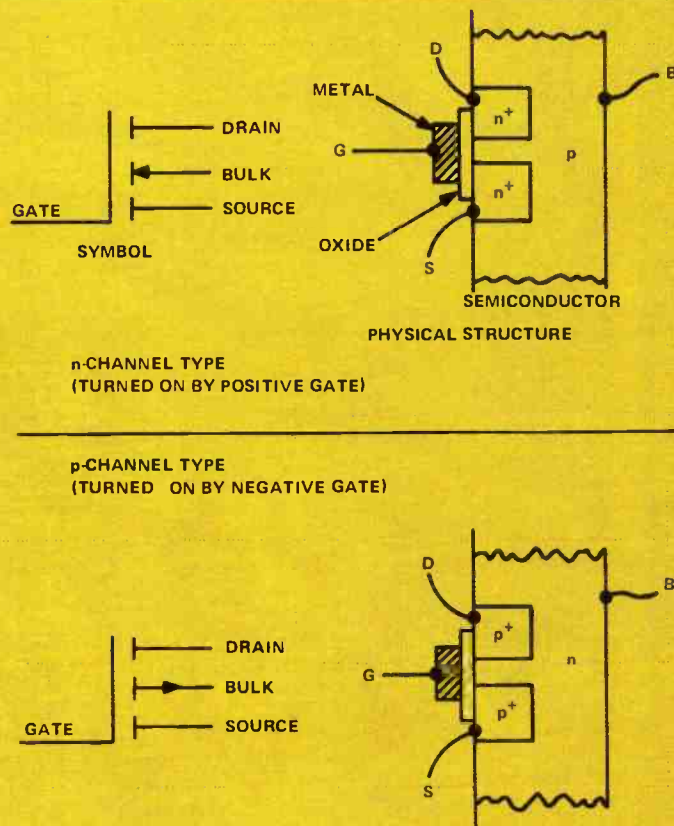 D
B
METAL
n+
DRAIN
G
p
BULK
n+
GATE
SOURCE
OXIDE
SYMBOL
S
SEMICONDUCTOR
PHYSICAL STRUCTURE
n-CHANNEL TYPE
(TURNED ON BY POSITIVE GATE)
p-CHANNEL TYPE
(TURNED ON BY NEGATIVE GATE)
D
B
p+
DRAIN
n
G
BULK
p+
GATE
SOURCE
S